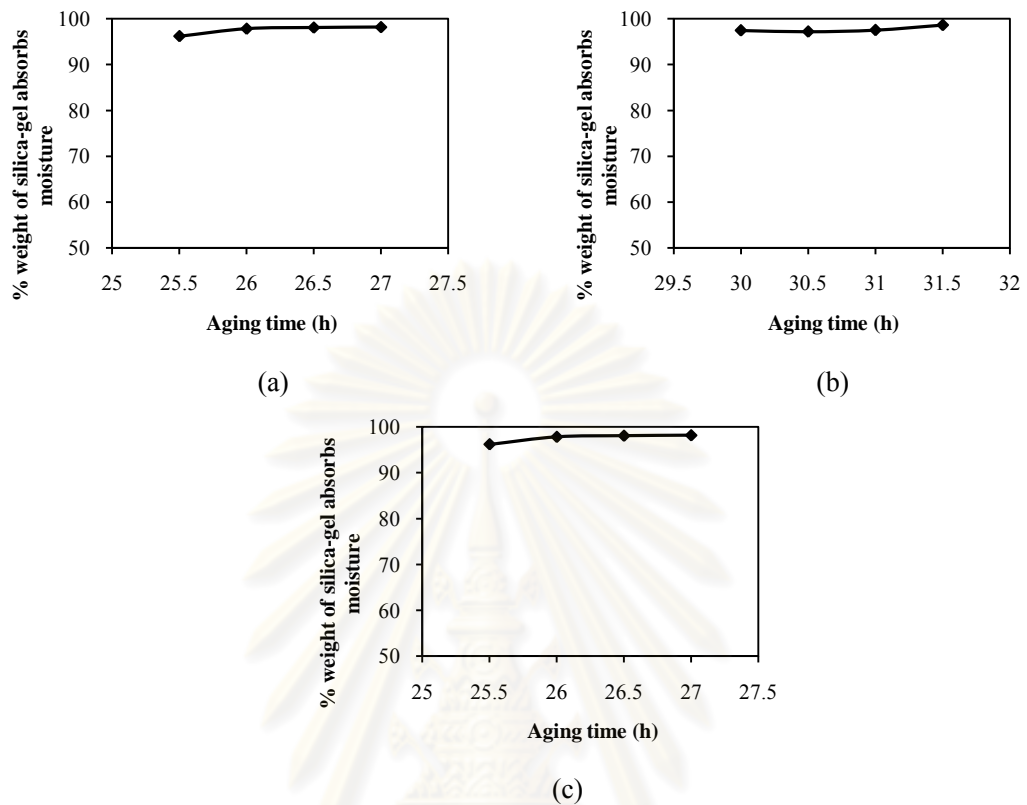 % weight of silica-gel absorbs
moisture
100
90
80
70
60
50
25 25.5 26 26.5 27 27.5
Aging time (h)
(a)
% weight of silica-gel absorbs
moisture
100
90
80
70
60
50
29.5 30 30.5 31 31.5 32
Aging time (h)
(b)
% weight of silica-gel absorbs
moisture
100
90
80
70
60
50
25 25.5 26 26.5 27 27.5
Aging time (h)
(c)